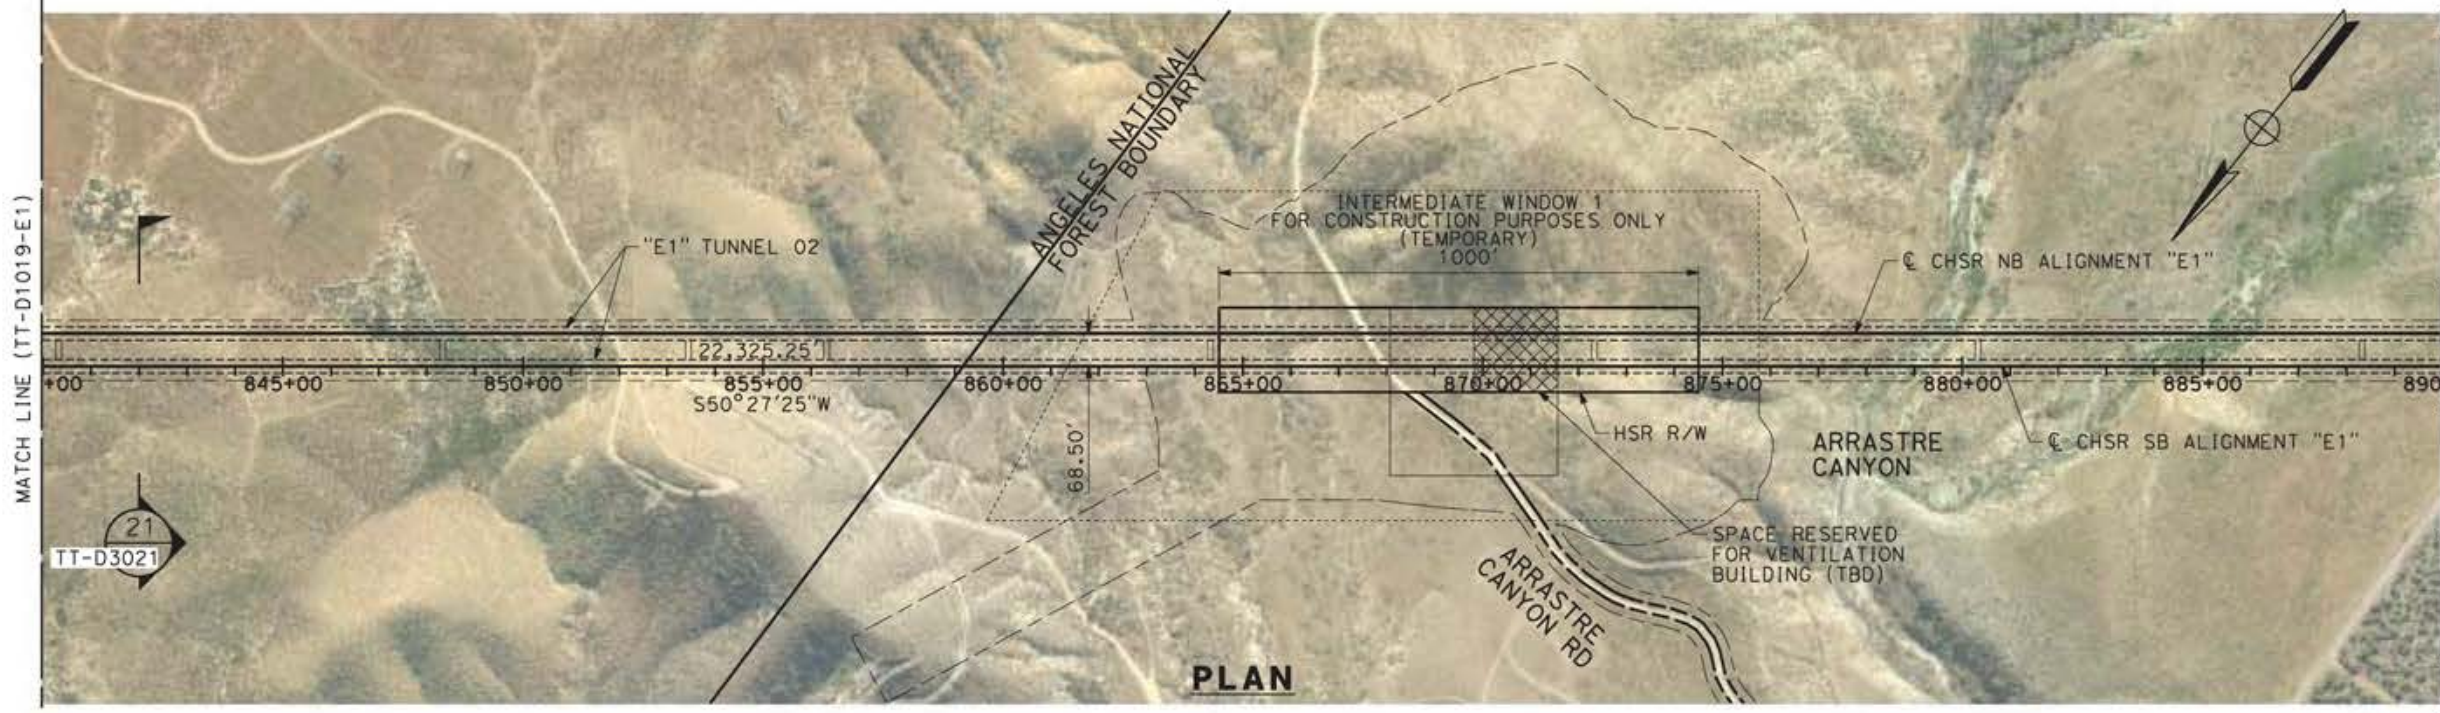 MATCH LINE (TT-D1019-E1)
ANGELES NATIONAL
FOREST BOUNDARY
INTERMEDIATE WINDOW 1
FOR CONSTRUCTION PURPOSES ONLY
(TEMPORARY)
1000'
"E1" TUNNEL 02
℄ CHSR NB ALIGNMENT "E1"
22,325.25'
+00
845+00
850+00
855+00
860+00
855+00
870+00
875+00
880+00
885+00
890
S50°27'25"W
68.50'
HSR R/W
ARRASTRE
CANYON
℄ CHSR SB ALIGNMENT "E1"
21
TT-D3021
SPACE RESERVED
FOR VENTILATION
BUILDING (TBD)
ARRASTRE
CANYON RD
PLAN